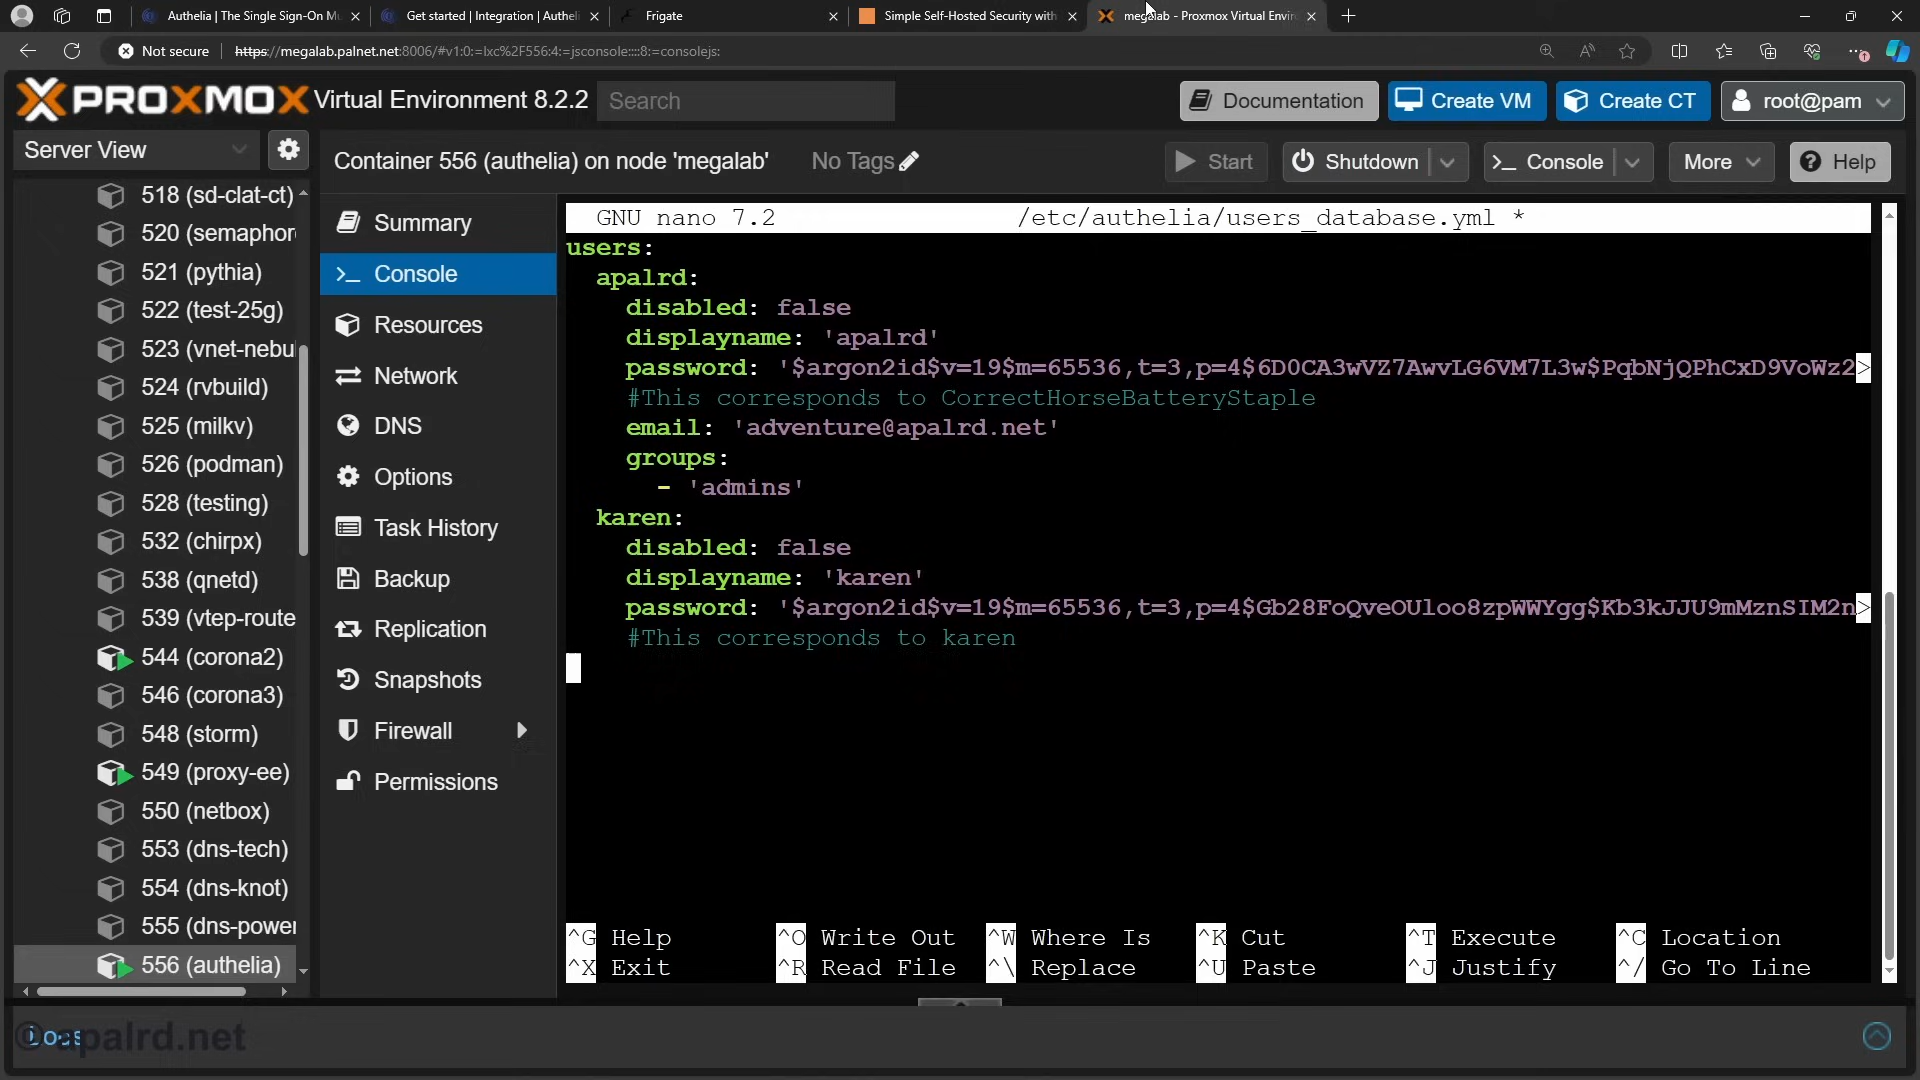 Authelia | The Single Sign-On Mu
Get started | Integration | Autheli
Frigate
Simple Self-Hosted Security with
megalab - Proxmox Virtual Enviro
Not secure
https://megalab.palnet.net:8006/#v1:0:=lxc%2F556:4:=jsconsole::::8:=consolejs:
PROXMOX Virtual Environment 8.2.2
Search
Documentation
Create VM
Create CT
root@pam
Server View
Container 556 (authelia) on node 'megalab'
No Tags
Start
Shutdown
Console
More
Help
518 (sd-clat-ct)
520 (semaphor
521 (pythia)
522 (test-25g)
523 (vnet-nebu
524 (rvbuild)
525 (milkv)
526 (podman)
528 (testing)
532 (chirpx)
538 (qnetd)
539 (vtep-route
544 (corona2)
546 (corona3)
548 (storm)
549 (proxy-ee)
550 (netbox)
553 (dns-tech)
554 (dns-knot)
555 (dns-power
556 (authelia)
Summary
Console
Resources
Network
DNS
Options
Task History
Backup
Replication
Snapshots
Firewall
Permissions
GNU nano 7.2 /etc/authelia/users_database.yml *
users:
apalrd:
disabled: false
displayname: 'apalrd'
password: '$argon2id$v=19$m=65536,t=3,p=4$6D0CA3wVZ7AwvLG6VM7L3w$PqbNjQPhCxD9VoWz2>
#This corresponds to CorrectHorseBatteryStaple
email: 'adventure@apalrd.net'
groups:
- 'admins'
karen:
disabled: false
displayname: 'karen'
password: '$argon2id$v=19$m=65536,t=3,p=4$Gb28FoQveOUloo8zpWWYgg$Kb3kJJU9mMznSIM2n>
#This corresponds to karen
^G Help ^O Write Out ^W Where Is ^K Cut ^T Execute ^C Location
^X Exit ^R Read File ^\ Replace ^U Paste ^J Justify ^/ Go To Line
Logs
© apalrd.net